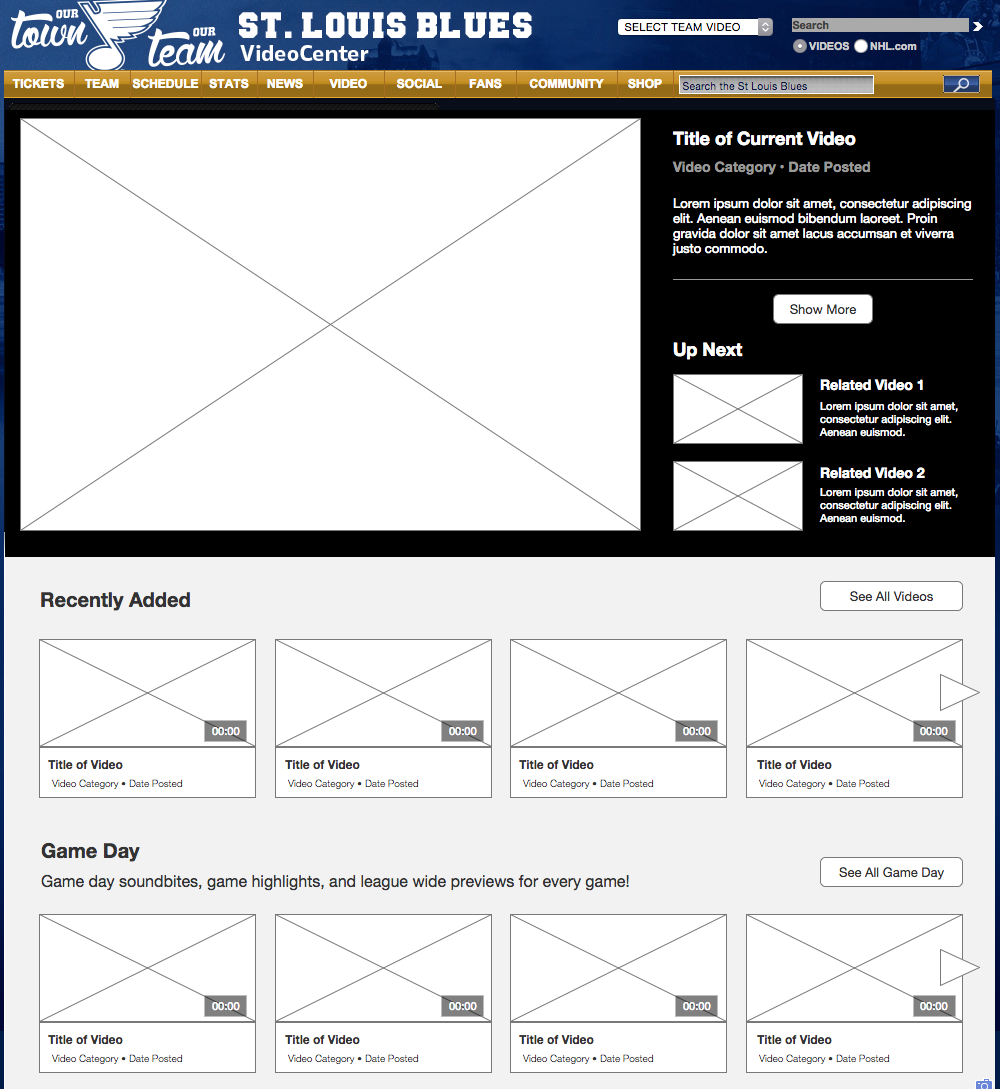 OUR
town
OUR
team
ST. LOUIS BLUES
VideoCenter
SELECT TEAM VIDEO
Search
VIDEOS NHL.com
TICKETS TEAM SCHEDULE STATS NEWS VIDEO SOCIAL FANS COMMUNITY SHOP Search the St Louis Blues
Title of Current Video
Video Category • Date Posted
Lorem ipsum dolor sit amet, consectetur adipiscing
elit. Aenean euismod bibendum laoreet. Proin
gravida dolor sit amet lacus accumsan et viverra
justo commodo.
Show More
Up Next
Related Video 1
Lorem ipsum dolor sit amet,
consectetur adipiscing elit.
Aenean euismod.
Related Video 2
Lorem ipsum dolor sit amet,
consectetur adipiscing elit.
Aenean euismod.
Recently Added
See All Videos
00:00 00:00 00:00 00:00
Title of Video Title of Video Title of Video Title of Video
Video Category • Date Posted Video Category • Date Posted Video Category • Date Posted Video Category • Date Posted
Game Day
Game day soundbites, game highlights, and league wide previews for every game!
See All Game Day
00:00 00:00 00:00 00:00
Title of Video Title of Video Title of Video Title of Video
Video Category • Date Posted Video Category • Date Posted Video Category • Date Posted Video Category • Date Posted